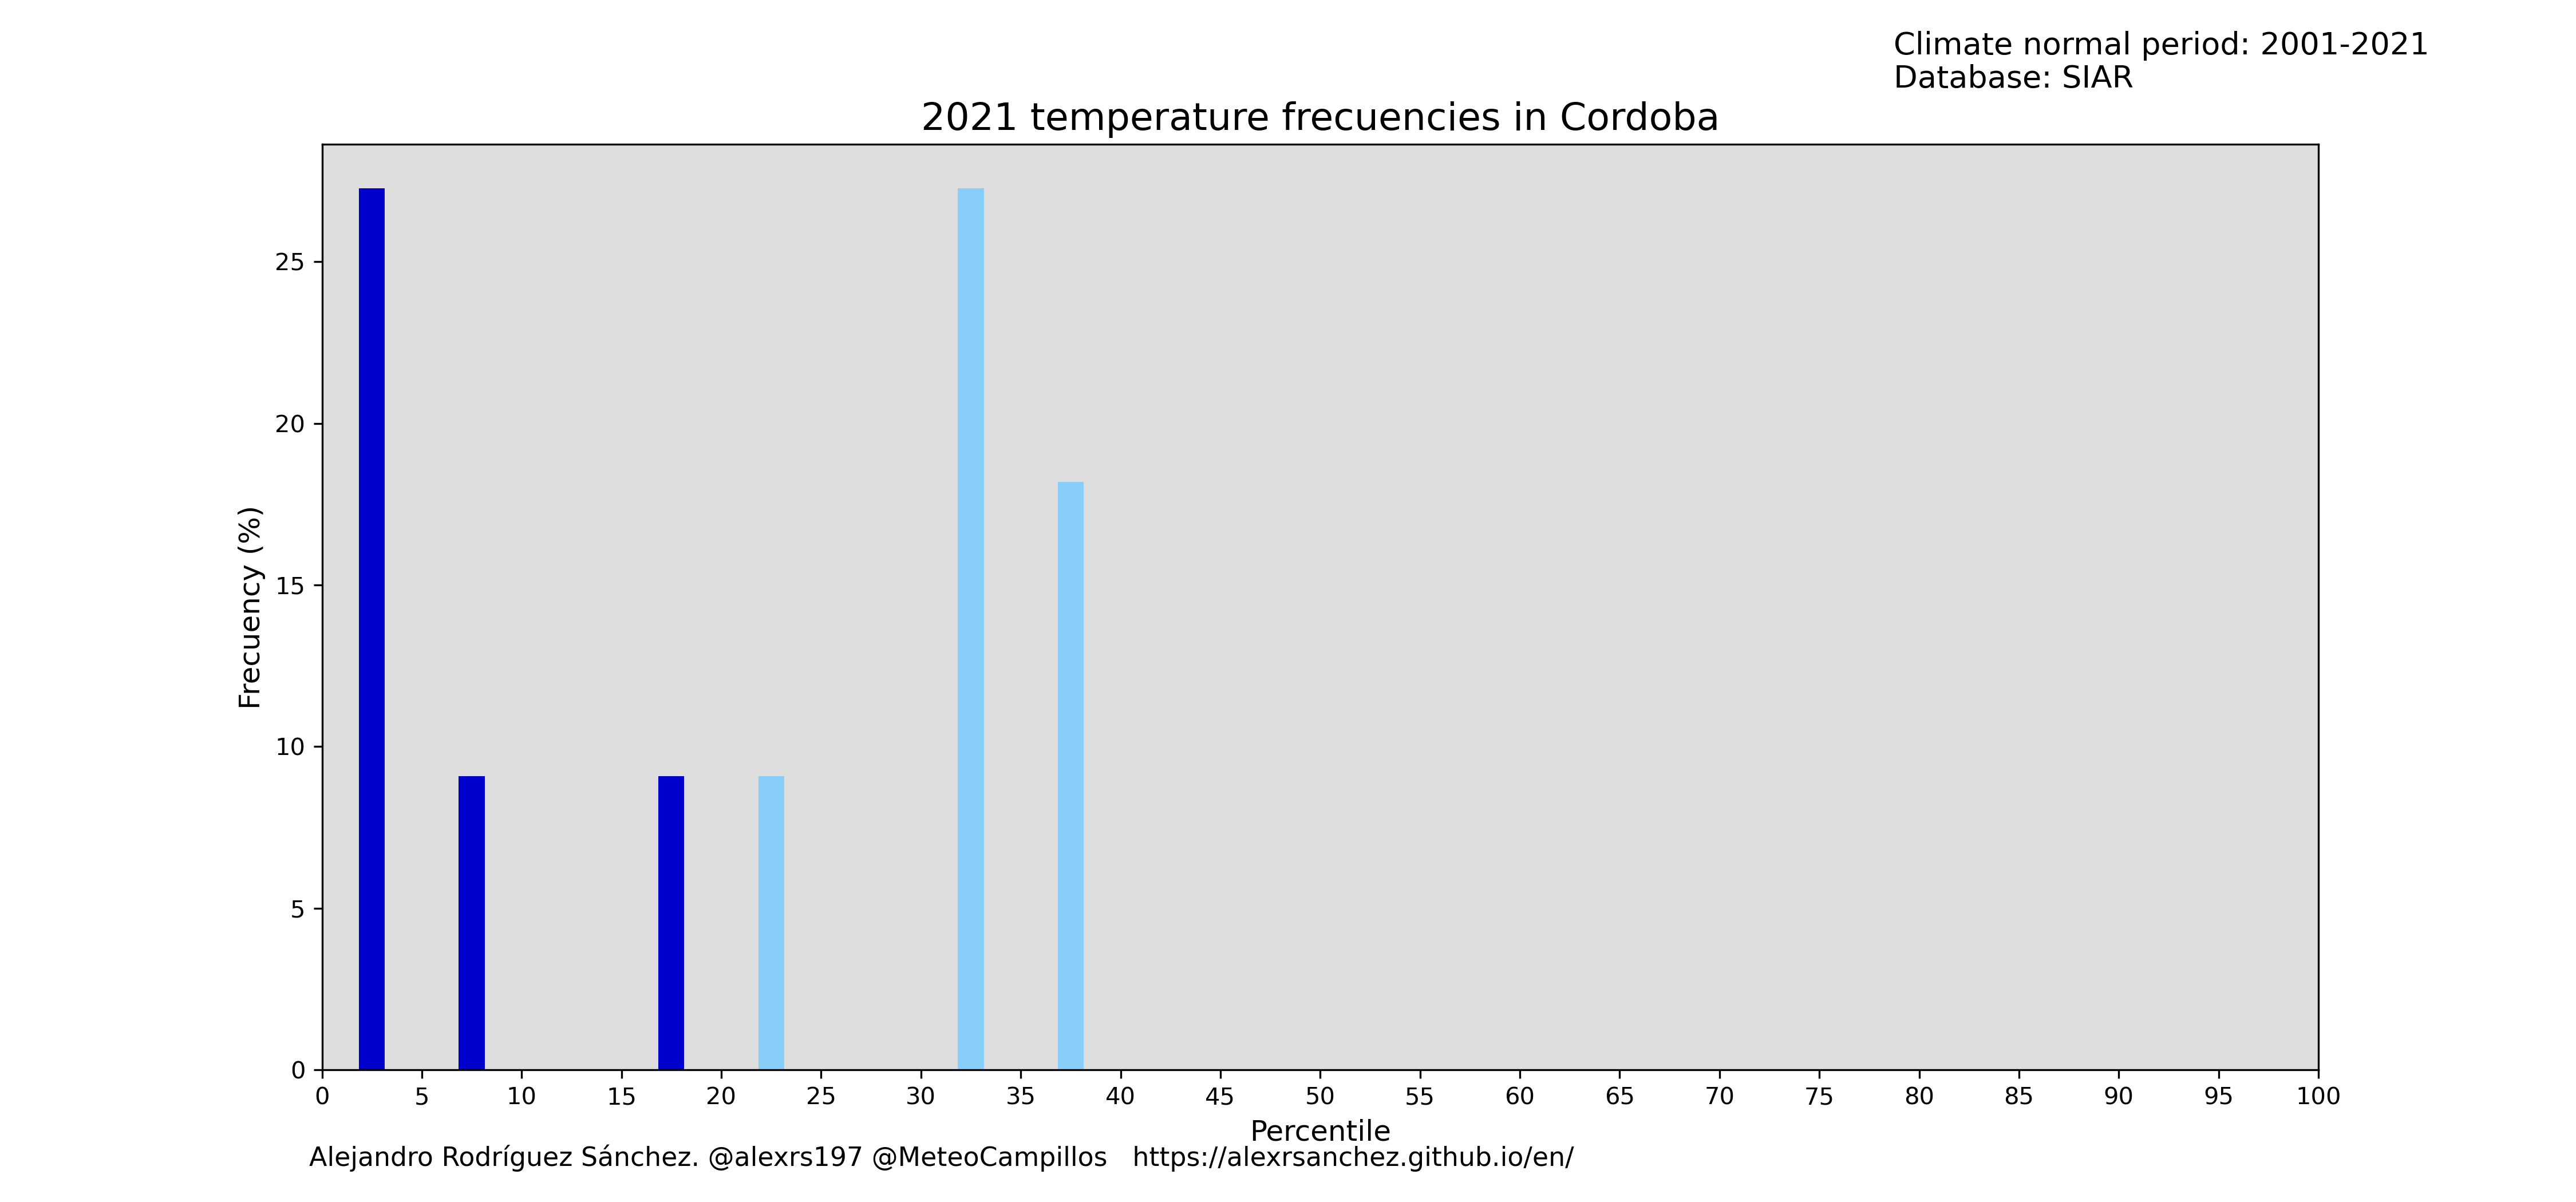 Climate normal period: 2001-2021
Database: SIAR
2021 temperature frecuencies in Cordoba
Frecuency (%)
25
20
15
10
5
0
0 5 10 15 20 25 30 35 40 45 50 55 60 65 70 75 80 85 90 95 100
Percentile
Alejandro Rodríguez Sánchez. @alexrs197 @MeteoCampillos https://alexrsanchez.github.io/en/